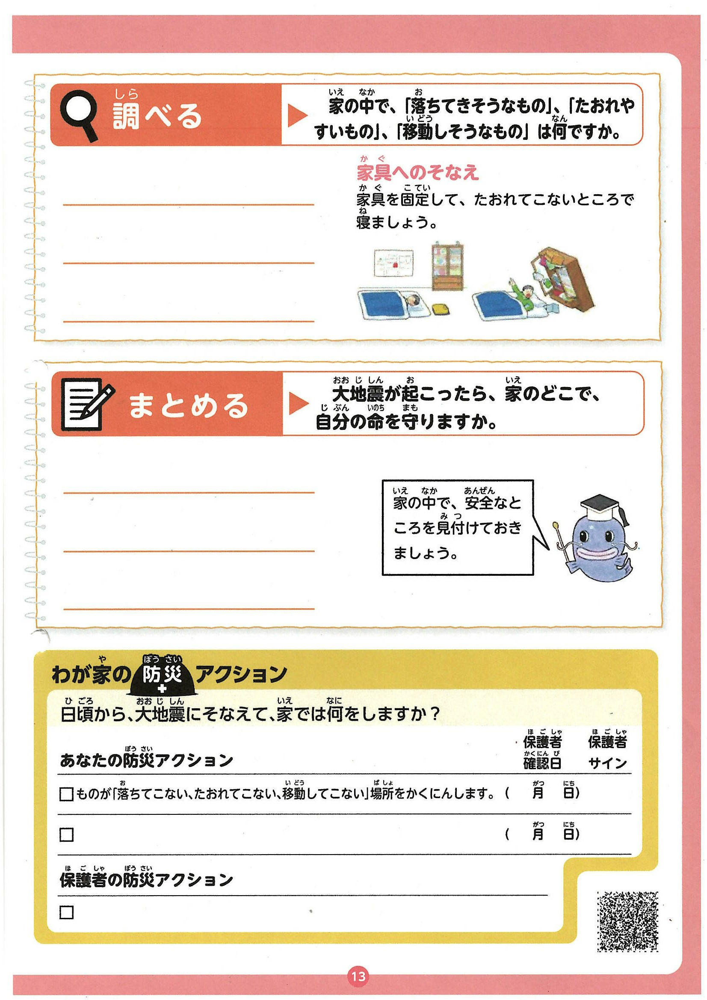 調べる
家の中で、「落ちてきそうなもの」、「たおれや
すいもの」、「移動しそうなもの」は何ですか。
家具へのそなえ
家具を固定して、たおれてこないところで
寝ましょう。
まとめる
大地震が起こったら、家のどこで、
自分の命を守りますか。
家の中で、安全なと
ころを見付けておき
ましょう。
わが家の防災アクション
日頃から、大地震にそなえて、家では何をしますか？
あなたの防災アクション
保護者
確認日
保護者
サイン
□ものが「落ちてこない、たおれてこない、移動してこない」場所をかくにんします。(　月　日)
□　(　月　日)
保護者の防災アクション
□
13